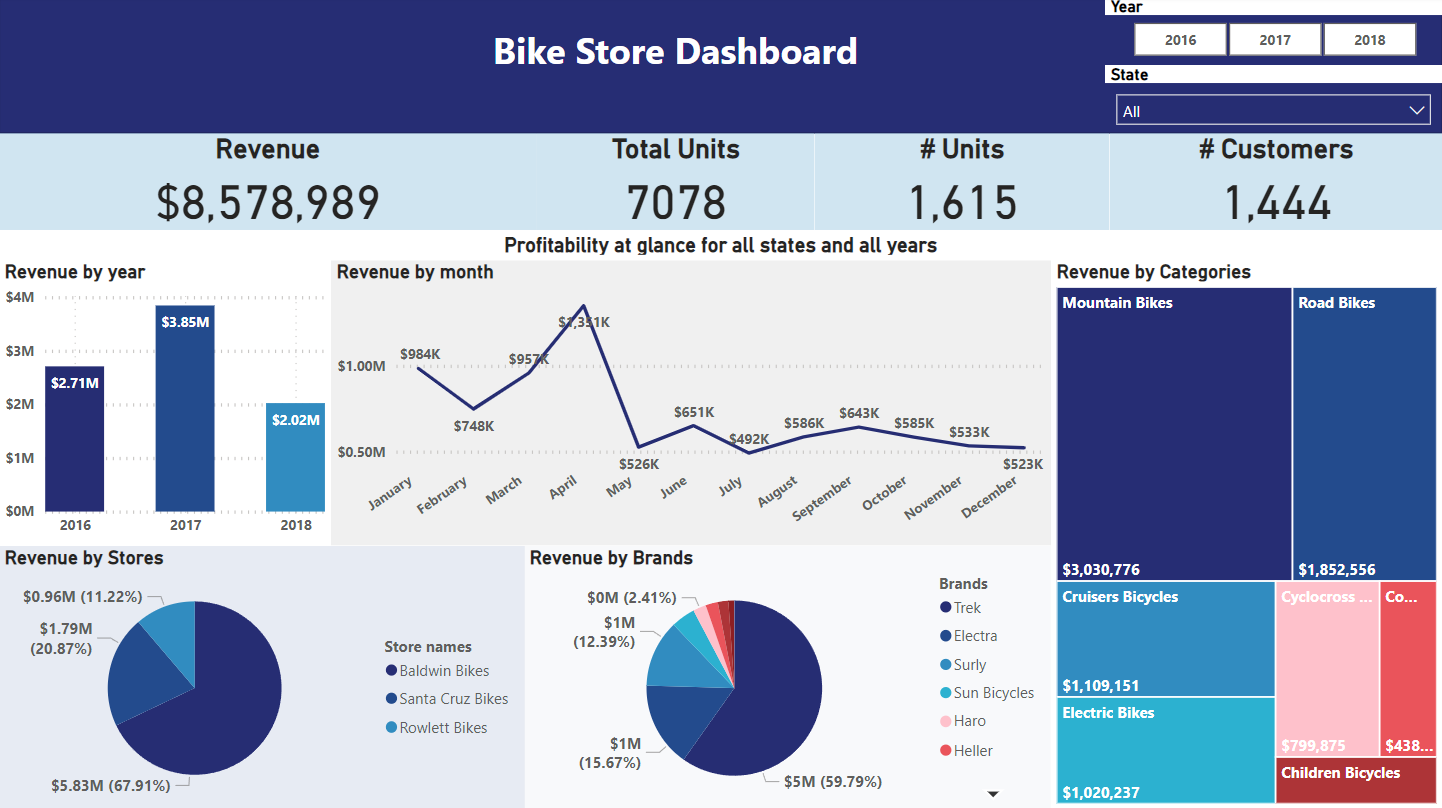 Bike Store Dashboard
Year
2016
2017
2018
State
All
Revenue
$8,578,989
Total Units
7078
# Units
1,615
# Customers
1,444
Profitability at glance for all states and all years
Revenue by year
$4M
$3M
$2M
$1M
$0M
$2.71M
$3.85M
$2.02M
2016
2017
2018
Revenue by month
$1.00M
$0.50M
$984K
$748K
$957K
$1,351K
$526K
$651K
$492K
$586K
$643K
$585K
$533K
$523K
January
February
March
April
May
June
July
August
September
October
November
December
Revenue by Categories
Mountain Bikes
$3,030,776
Road Bikes
$1,852,556
Cruisers Bicycles
$1,109,151
Electric Bikes
$1,020,237
Cyclocross ...
$799,875
Co...
$438...
Children Bicycles
Revenue by Stores
$0.96M (11.22%)
$1.79M
(20.87%)
$5.83M (67.91%)
Store names
Baldwin Bikes
Santa Cruz Bikes
Rowlett Bikes
Revenue by Brands
$0M (2.41%)
$1M
(12.39%)
$1M
(15.67%)
$5M (59.79%)
Brands
Trek
Electra
Surly
Sun Bicycles
Haro
Heller